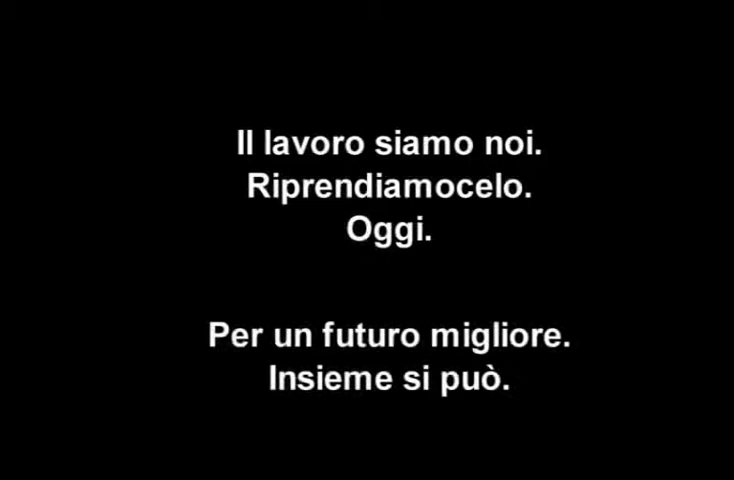 Il lavoro siamo noi.
Riprendiamocelo.
Oggi.
Per un futuro migliore.
Insieme si può.